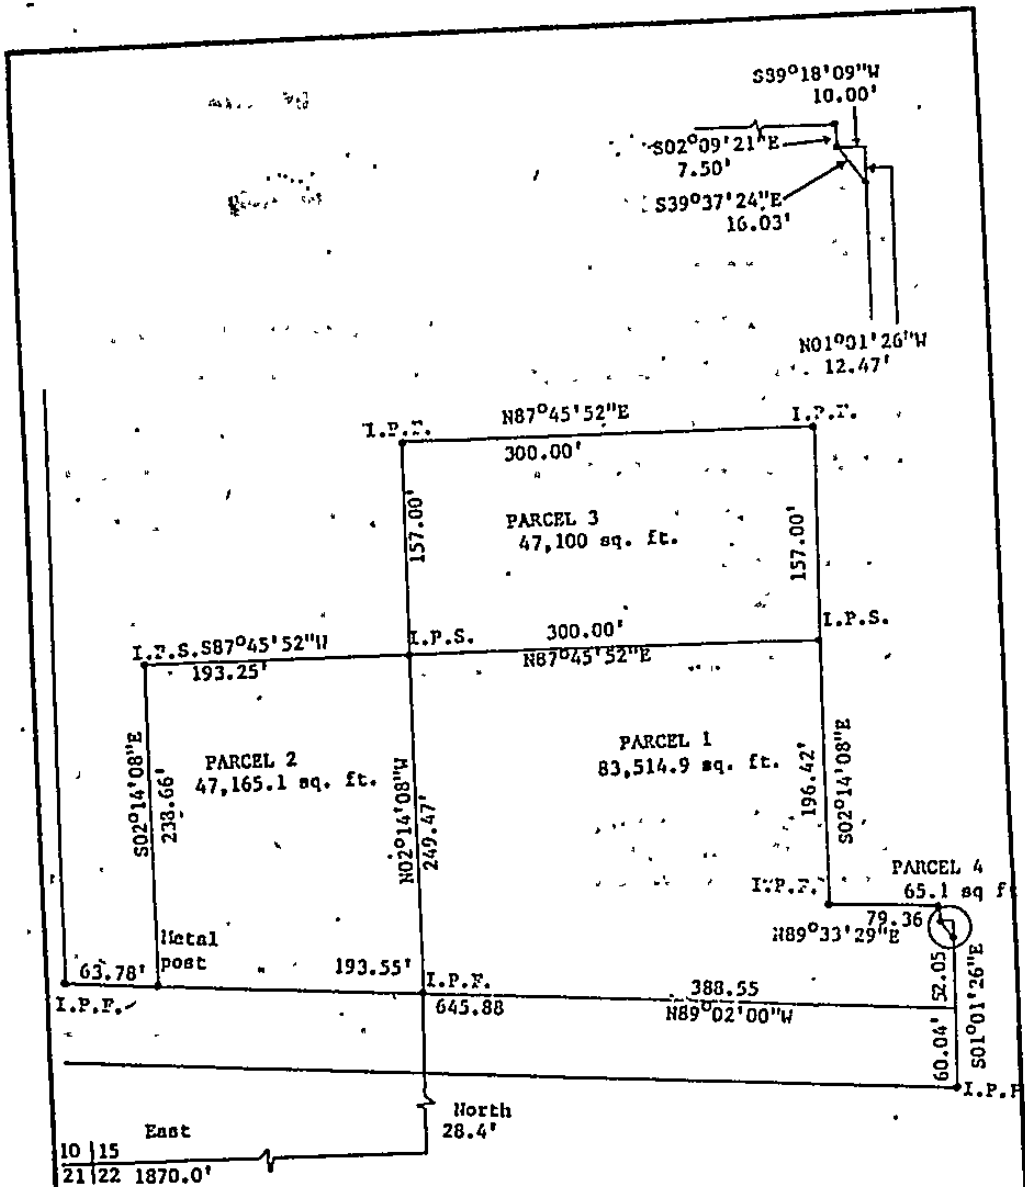 S39°18'09"W
10.00'
S02°09'21"E
7.50'
S39°37'24"E
16.03'
N01°01'26"W
12.47'
I.P.F.
N87°45'52"E
I.P.F.
300.00'
157.00'
PARCEL 3
47,100 sq. ft.
157.00'
I.P.S.
S87°45'52"W
193.25'
I.P.S.
300.00'
N87°45'52"E
I.P.S.
S02°14'08"E
238.66'
PARCEL 2
47,165.1 sq. ft.
N02°14'08"W
249.47'
PARCEL 1
83,514.9 sq. ft.
196.42'
S02°14'08"E
I.P.F.
PARCEL 4
65.1 sq f
79.36
N89°33'29"E
Metal
post
63.78'
I.P.F.
193.55'
I.P.F.
645.88
388.55
N89°02'00"W
52.05
60.04'
S01°01'26"E
I.P.F
North
28.4'
East
10 15
21 22 1870.0'